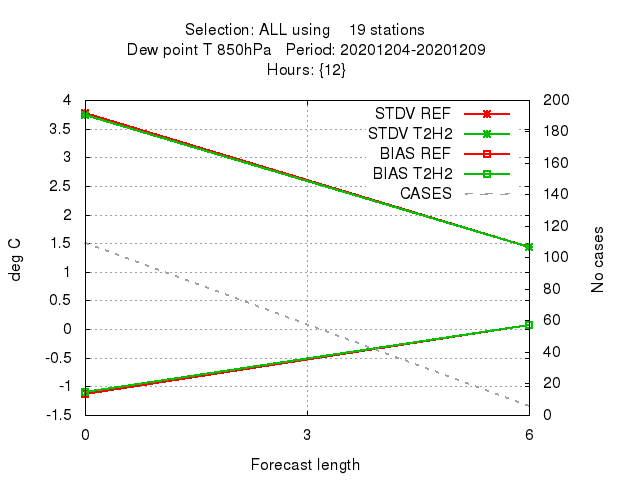 Selection: ALL using 19 stations
Dew point T 850hPa Period: 20201204-20201209
Hours: {12}
4 200
3.5 180
3 160
2.5 140
2 120
1.5 100
1 80
0.5 60
0 40
-0.5 20
-1 0
-1.5
STDV REF
STDV T2H2
BIAS REF
BIAS T2H2
CASES
deg C
No cases
0 3 6
Forecast length